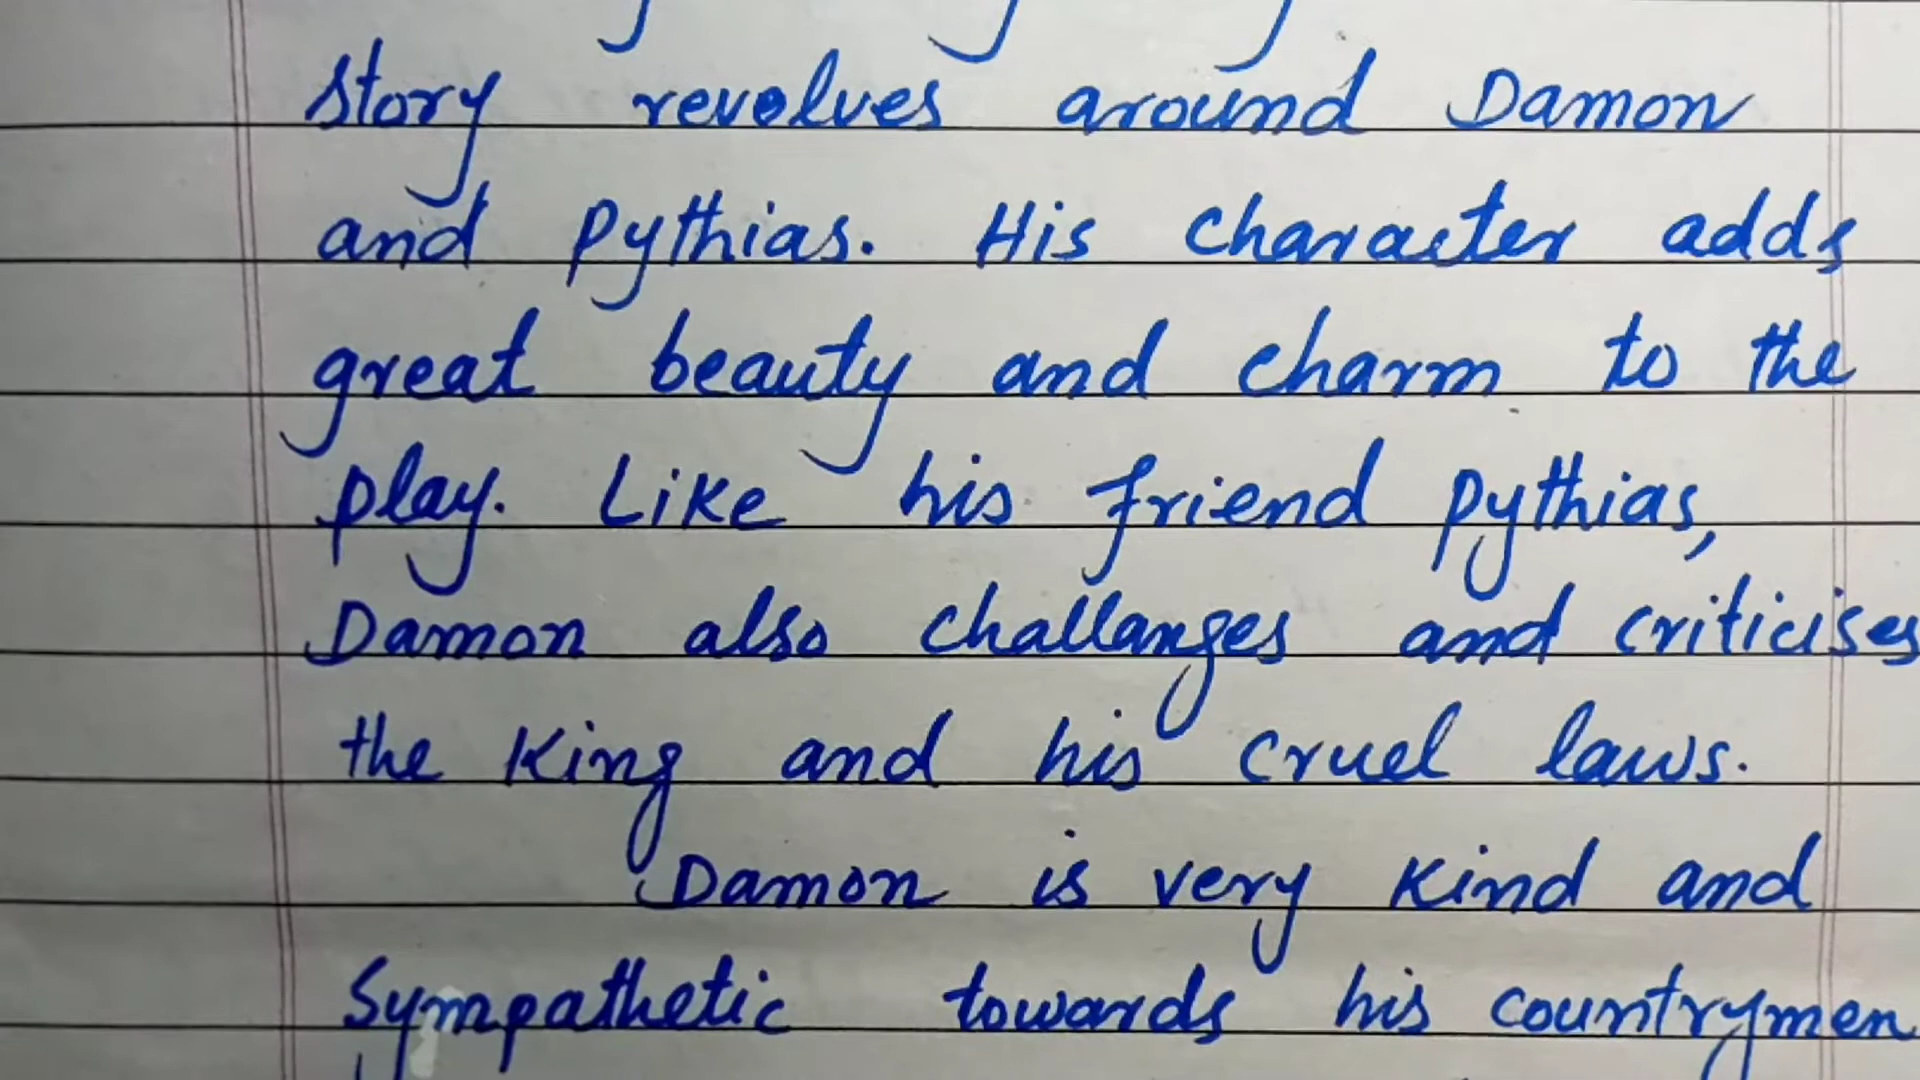 story revolves around Damon
and Pythias. His character adds
great beauty and charm to the
play. Like his friend Pythias,
Damon also challanges and criticises
the King and his cruel laws.
Damon is very kind and
Sympathetic towards his countrymen